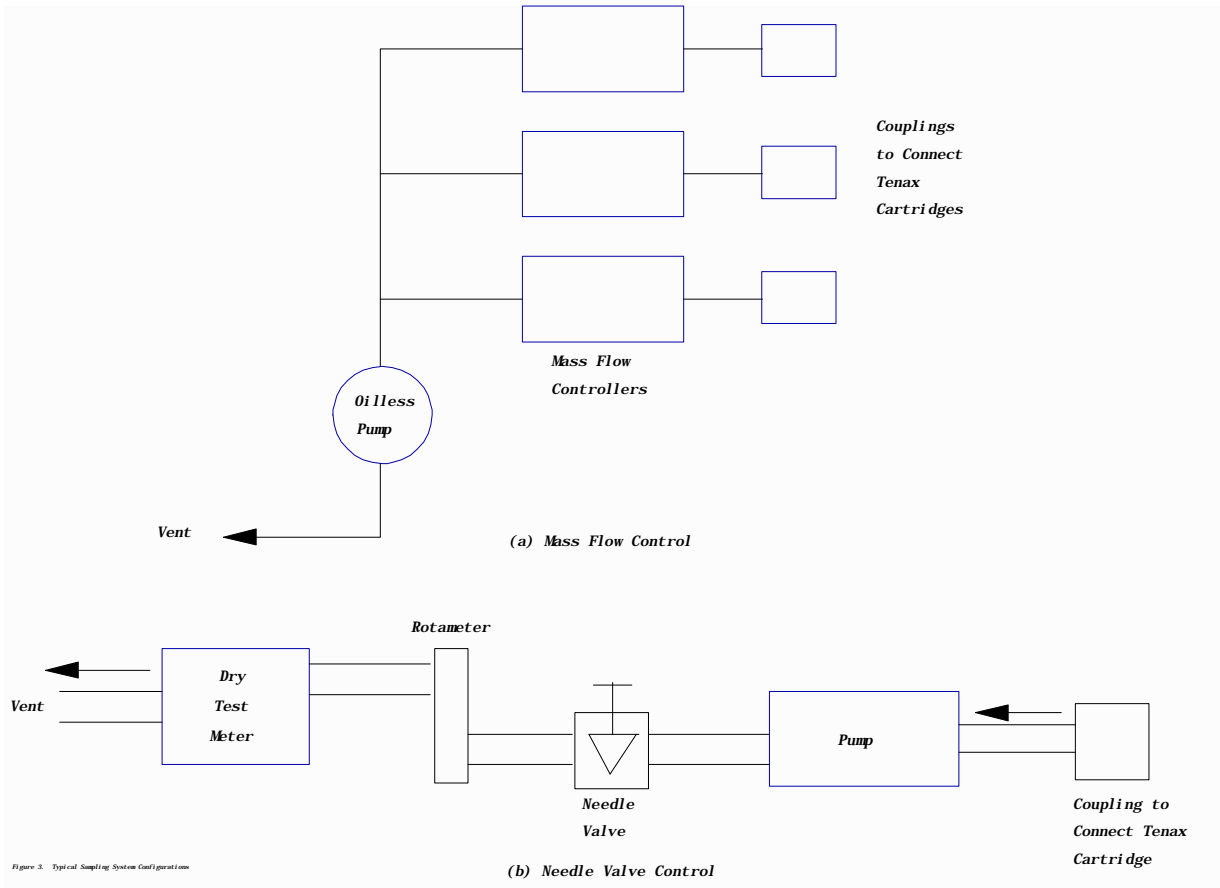 Couplings
to Connect
Tenax
Cartridges
Mass Flow
Controllers
Oilless
Pump
Vent
(a) Mass Flow Control
Rotameter
Dry
Test
Meter
Vent
Pump
Needle
Valve
Coupling to
Connect Tenax
Cartridge
(b) Needle Valve Control
Figure 3. Typical Sampling System Configurations